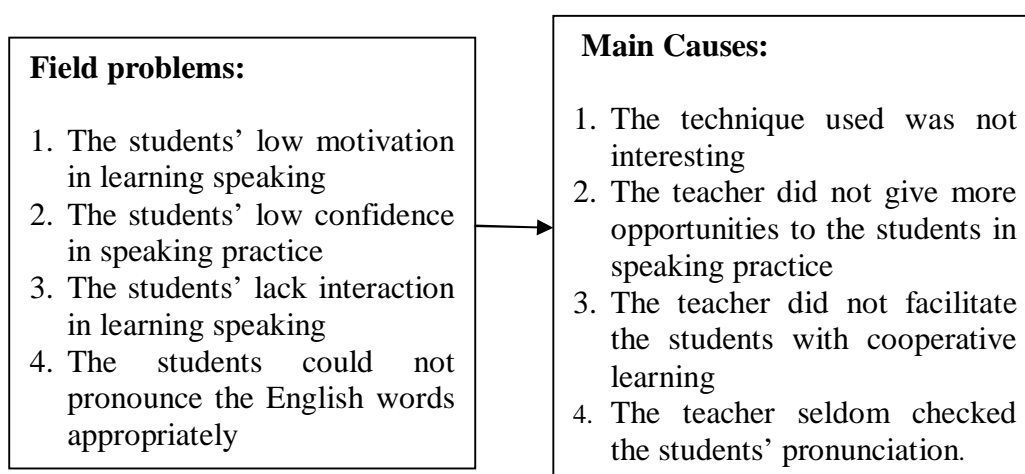 Field problems:
1. The students’ low motivation
in learning speaking
2. The students’ low confidence
in speaking practice
3. The students’ lack interaction
in learning speaking
4. The students could not
pronounce the English words
appropriately
Main Causes:
1. The technique used was not
interesting
2. The teacher did not give more
opportunities to the students in
speaking practice
3. The teacher did not facilitate
the students with cooperative
learning
4. The teacher seldom checked
the students’ pronunciation.